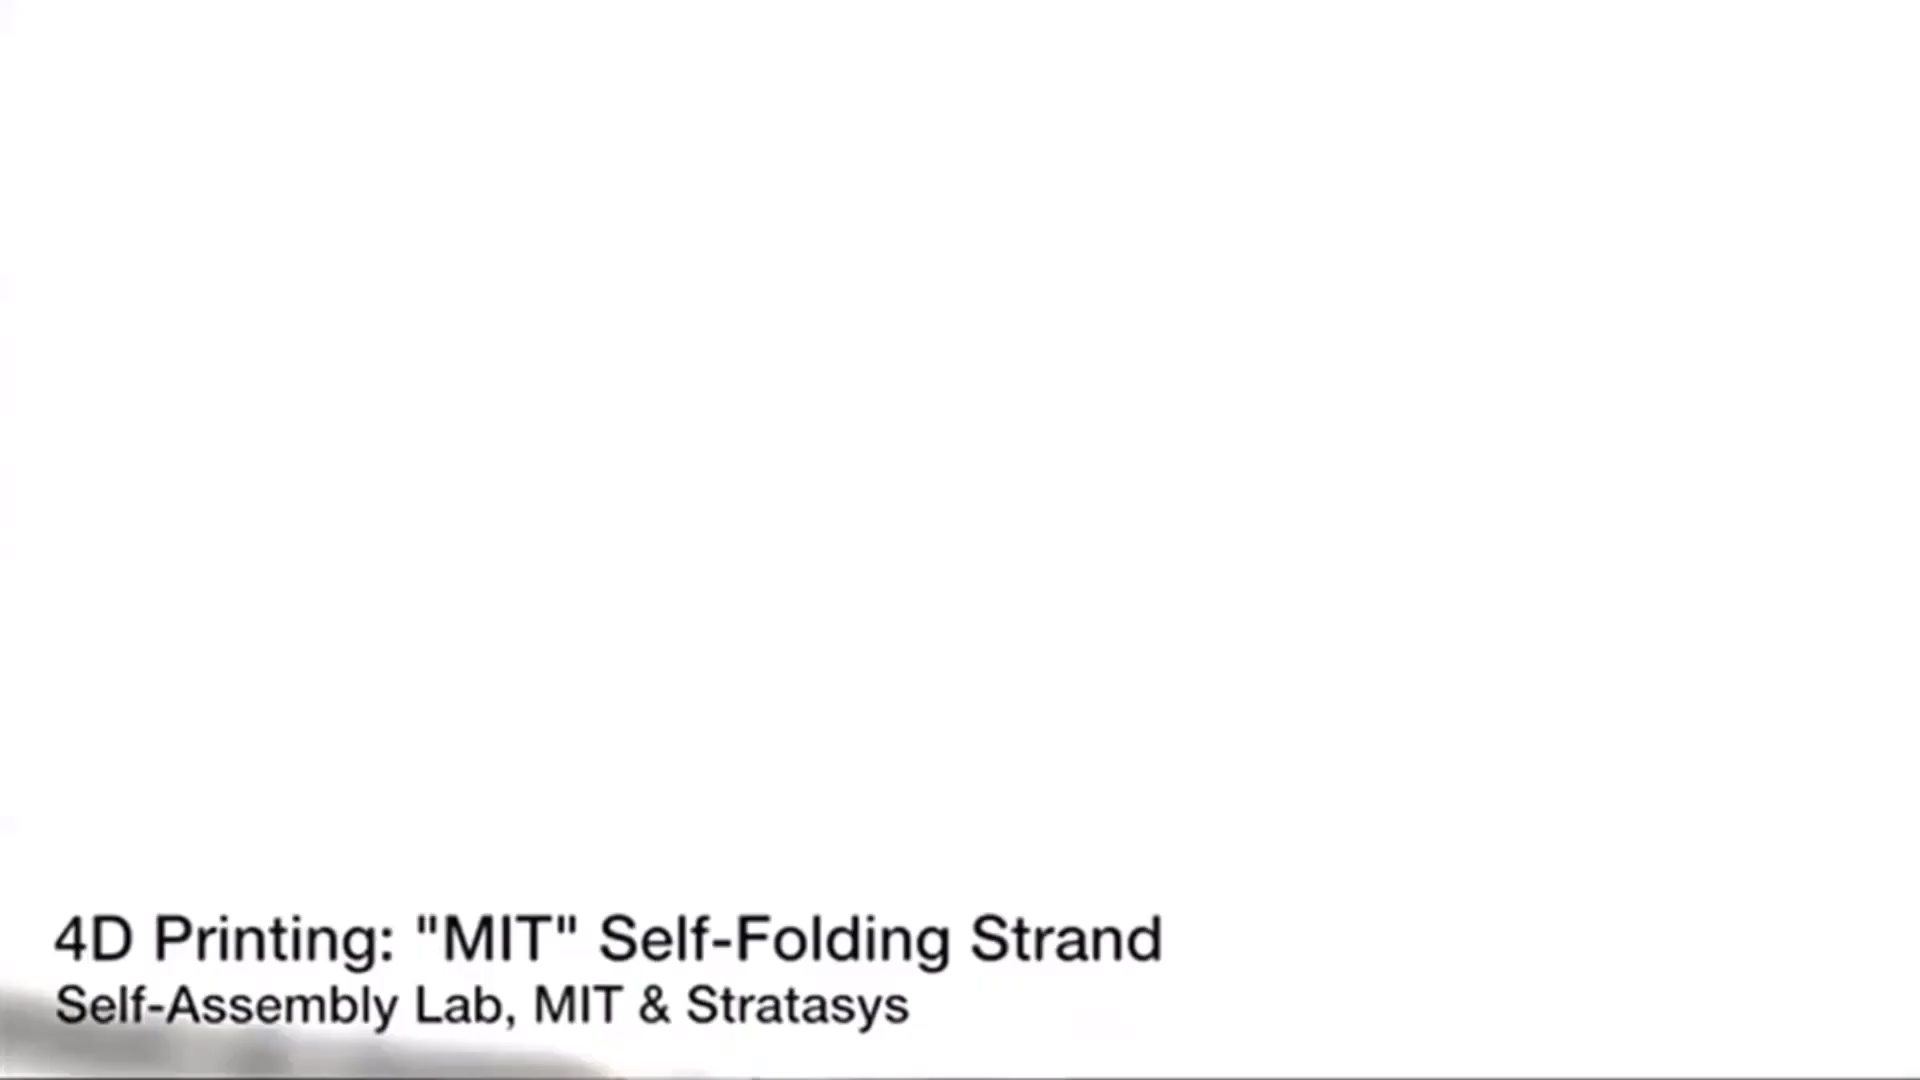 4D Printing: "MIT" Self-Folding Strand
Self-Assembly Lab, MIT & Stratasys